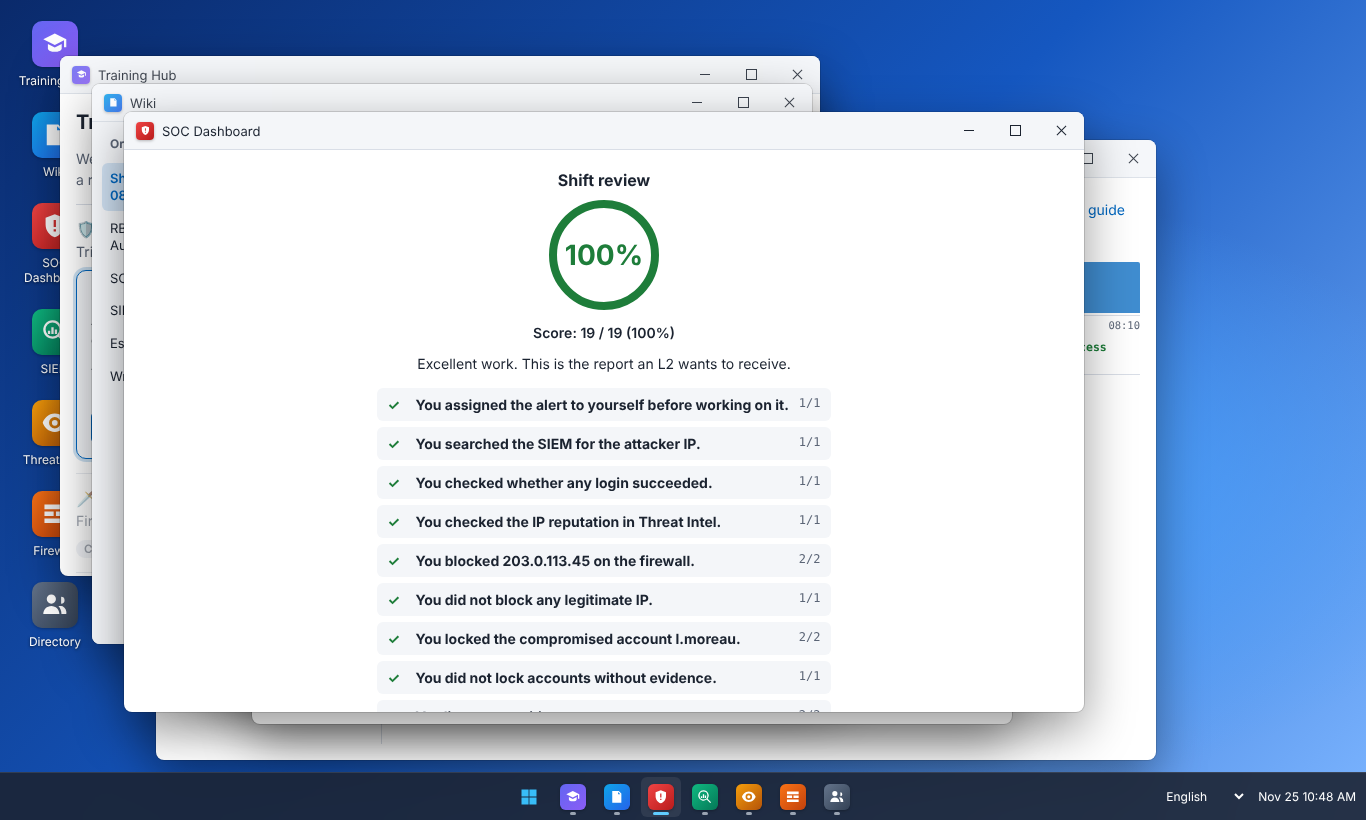 Training Hub
Wiki
SOC Dashboard
Shift review
100%
Score: 19 / 19 (100%)
Excellent work. This is the report an L2 wants to receive.
You assigned the alert to yourself before working on it. 1/1
You searched the SIEM for the attacker IP. 1/1
You checked whether any login succeeded. 1/1
You checked the IP reputation in Threat Intel. 1/1
You blocked 203.0.113.45 on the firewall. 2/2
You did not block any legitimate IP. 1/1
You locked the compromised account l.moreau. 2/2
You did not lock accounts without evidence. 1/1
guide
08:10
Training
Threat
Directory
English
Nov 25 10:48 AM